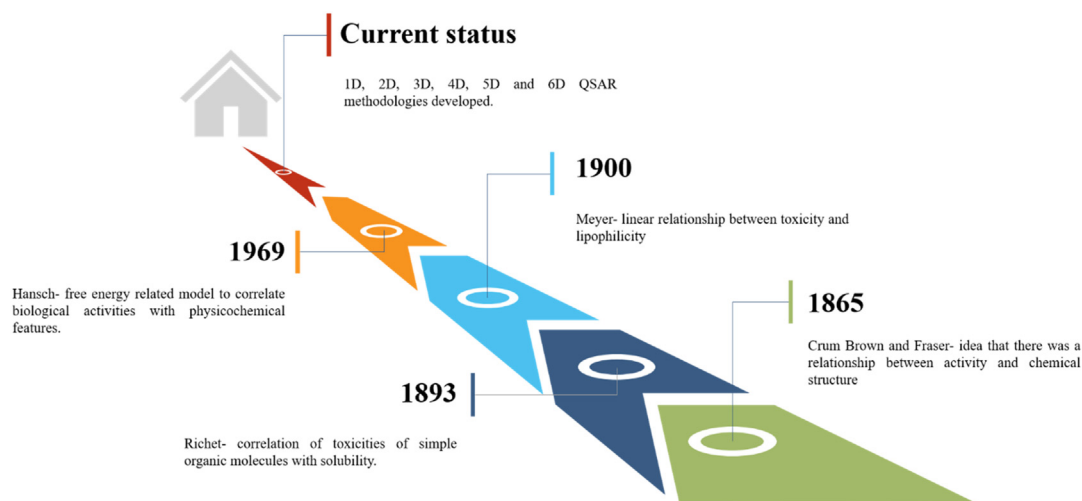 Current status
1D, 2D, 3D, 4D, 5D and 6D QSAR
methodologies developed.
1900
Meyer- linear relationship between toxicity and
lipophilicity
1969
Hansch- free energy related model to correlate
biological activities with physicochemical
features.
1865
Crum Brown and Fraser- idea that there was a
relationship between activity and chemical
structure
1893
Richet- correlation of toxicities of simple
organic molecules with solubility.